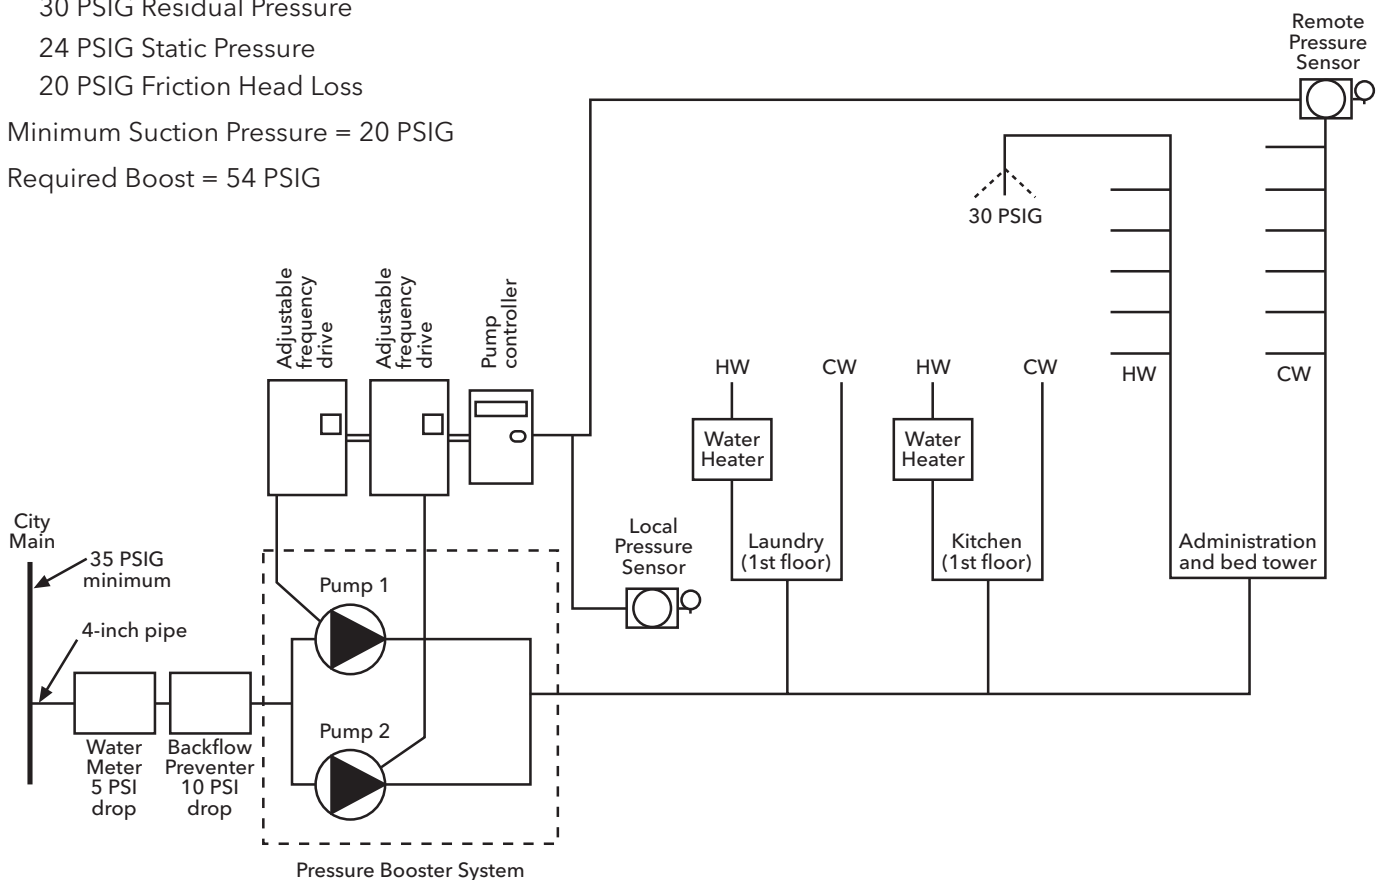 30 PSIG Residual Pressure
24 PSIG Static Pressure
20 PSIG Friction Head Loss
Minimum Suction Pressure = 20 PSIG
Required Boost = 54 PSIG
Remote
Pressure
Sensor
30 PSIG
Adjustable
frequency
drive
Adjustable
frequency
drive
Pump
controller
HW
CW
HW
CW
HW
CW
Water
Heater
Water
Heater
City
Main
35 PSIG
minimum
4-inch pipe
Local
Pressure
Sensor
Laundry
(1st floor)
Kitchen
(1st floor)
Administration
and bed tower
Pump 1
Pump 2
Water
Meter
5 PSI
drop
Backflow
Preventer
10 PSI
drop
Pressure Booster System